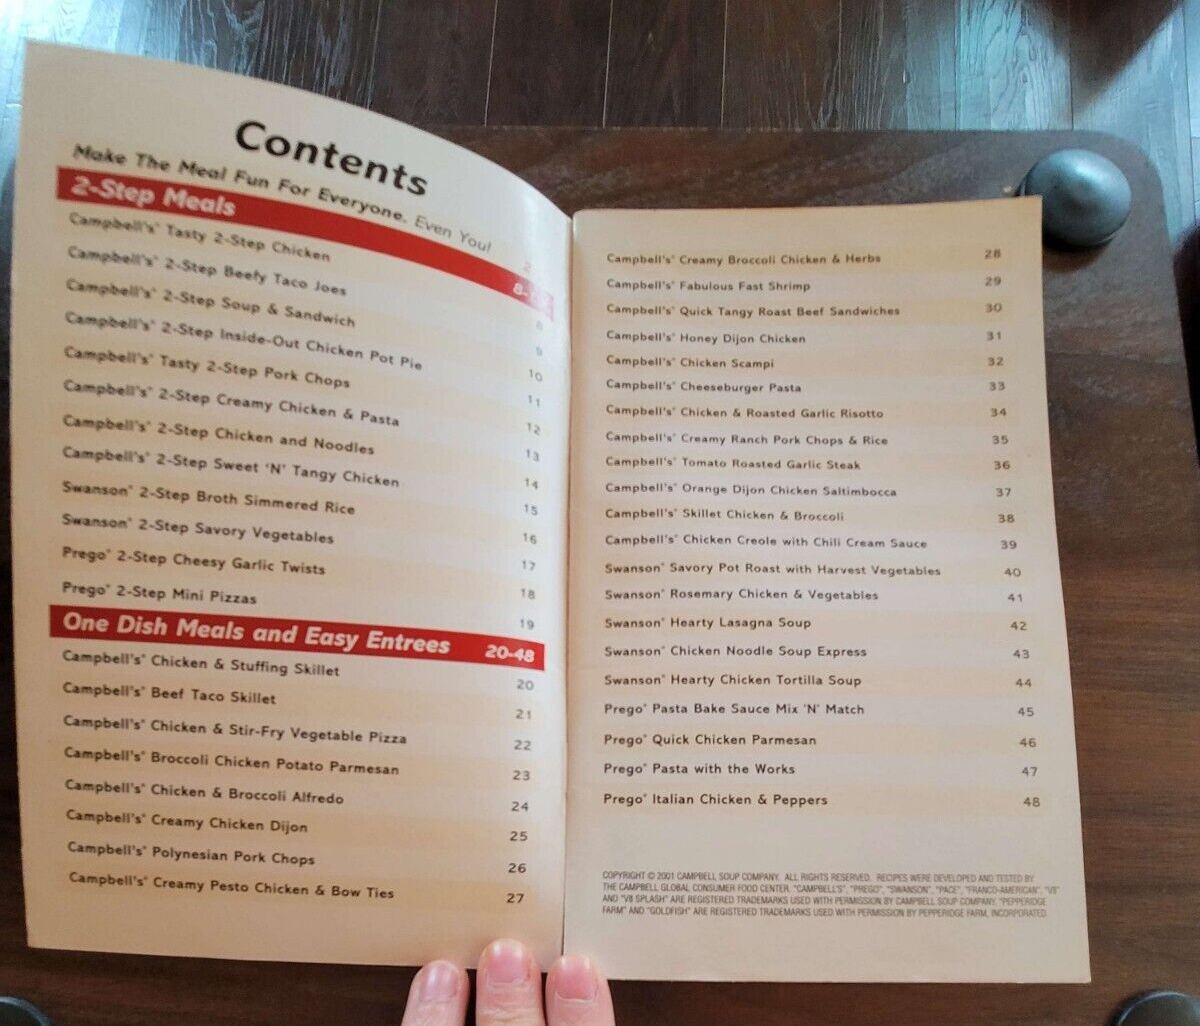 Contents
Make The Meal Fun For Everyone. Even You! 2
2-Step Meals 8-
Campbell's® Tasty 2-Step Chicken 8
Campbell's® 2-Step Beefy Taco Joes 9
Campbell's® 2-Step Soup & Sandwich 10
Campbell's® 2-Step Inside-Out Chicken Pot Pie 11
Campbell's® Tasty 2-Step Pork Chops 12
Campbell's® 2-Step Creamy Chicken & Pasta 13
Campbell's® 2-Step Chicken and Noodles 14
Campbell's® 2-Step Sweet 'N' Tangy Chicken 15
Swanson® 2-Step Broth Simmered Rice 16
Swanson® 2-Step Savory Vegetables 17
Prego® 2-Step Cheesy Garlic Twists 18
Prego® 2-Step Mini Pizzas 19
One Dish Meals and Easy Entrees 20-48
Campbell's® Chicken & Stuffing Skillet 20
Campbell's® Beef Taco Skillet 21
Campbell's® Chicken & Stir-Fry Vegetable Pizza 22
Campbell's® Broccoli Chicken Potato Parmesan 23
Campbell's® Chicken & Broccoli Alfredo 24
Campbell's® Creamy Chicken Dijon 25
Campbell's® Polynesian Pork Chops 26
Campbell's® Creamy Pesto Chicken & Bow Ties 27
Campbell's® Creamy Broccoli Chicken & Herbs 28
Campbell's® Fabulous Fast Shrimp 29
Campbell's® Quick Tangy Roast Beef Sandwiches 30
Campbell's® Honey Dijon Chicken 31
Campbell's® Chicken Scampi 32
Campbell's® Cheeseburger Pasta 33
Campbell's® Chicken & Roasted Garlic Risotto 34
Campbell's® Creamy Ranch Pork Chops & Rice 35
Campbell's® Tomato Roasted Garlic Steak 36
Campbell's® Orange Dijon Chicken Saltimbocca 37
Campbell's® Skillet Chicken & Broccoli 38
Campbell's® Chicken Creole with Chili Cream Sauce 39
Swanson® Savory Pot Roast with Harvest Vegetables 40
Swanson® Rosemary Chicken & Vegetables 41
Swanson® Hearty Lasagna Soup 42
Swanson® Chicken Noodle Soup Express 43
Swanson® Hearty Chicken Tortilla Soup 44
Prego® Pasta Bake Sauce Mix 'N' Match 45
Prego® Quick Chicken Parmesan 46
Prego® Pasta with the Works 47
Prego® Italian Chicken & Peppers 48
COPYRIGHT © 2001 CAMPBELL SOUP COMPANY. ALL RIGHTS RESERVED. RECIPES WERE DEVELOPED AND TESTED BY
THE CAMPBELL GLOBAL CONSUMER FOOD CENTER. "CAMPBELL'S", "PREGO", "SWANSON", "PACE", "FRANCO-AMERICAN", "V8"
AND "V8 SPLASH" ARE REGISTERED TRADEMARKS USED WITH PERMISSION BY CAMPBELL SOUP COMPANY. "PEPPERIDGE
FARM" AND "GOLDFISH" ARE REGISTERED TRADEMARKS USED WITH PERMISSION BY PEPPERIDGE FARM, INCORPORATED.